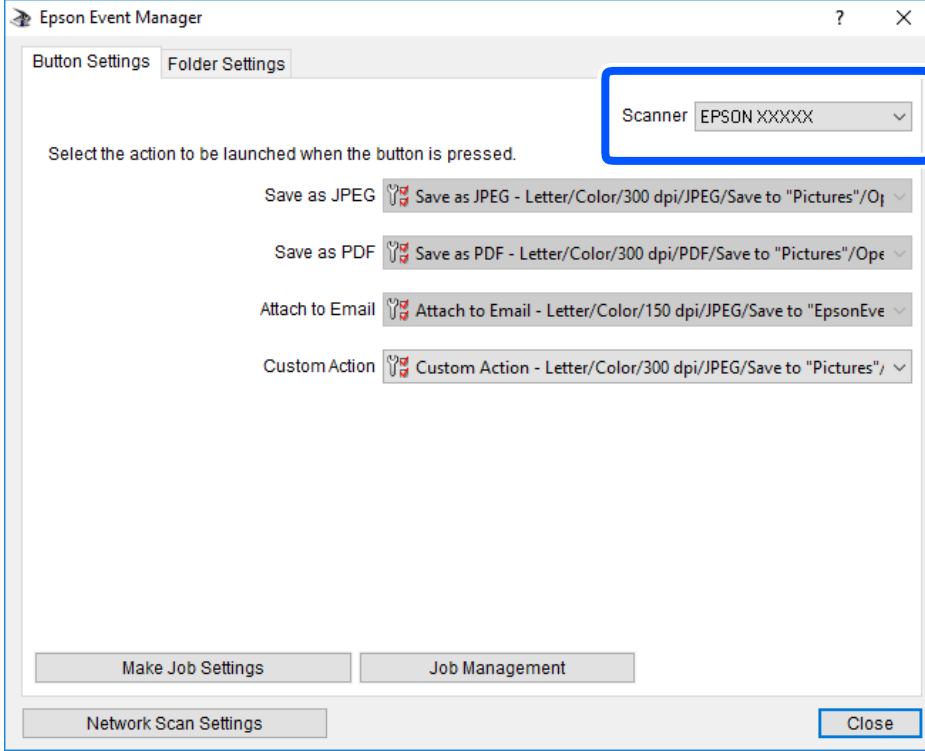 Epson Event Manager
?
Button Settings
Folder Settings
Scanner
EPSON XXXXX
Select the action to be launched when the button is pressed.
Save as JPEG
Save as JPEG - Letter/Color/300 dpi/JPEG/Save to "Pictures"/Op
Save as PDF
Save as PDF - Letter/Color/300 dpi/PDF/Save to "Pictures"/Ope
Attach to Email
Attach to Email - Letter/Color/150 dpi/JPEG/Save to "EpsonEve
Custom Action
Custom Action - Letter/Color/300 dpi/JPEG/Save to "Pictures"/
Make Job Settings
Job Management
Network Scan Settings
Close